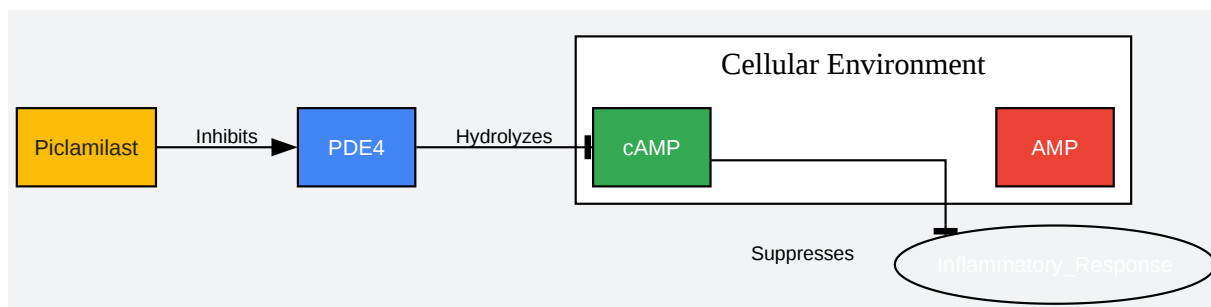 Cellular Environment
Piclamilast
Inhibits
PDE4
Hydrolyzes
cAMP
AMP
Suppresses
Inflammatory_Response